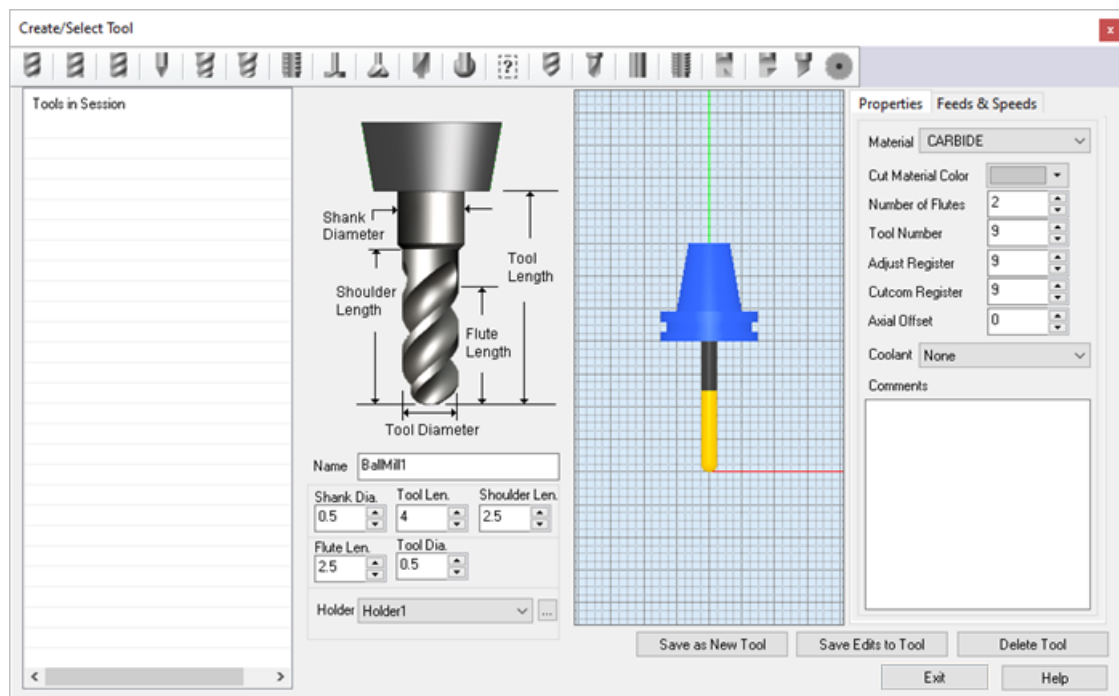 Create/Select Tool
x
?
Tools in Session
Properties Feeds & Speeds
Material CARBIDE
Cut Material Color
Number of Flutes 2
Tool Number 9
Adjust Register 9
Cutcom Register 9
Axial Offset 0
Coolant None
Comments
Shank
Diameter
Tool
Length
Shoulder
Length
Flute
Length
Tool Diameter
Name BallMill1
Shank Dia. Tool Len. Shoulder Len.
0.5 4 2.5
Flute Len. Tool Dia.
2.5 0.5
Holder Holder1 ...
Save as New Tool Save Edits to Tool Delete Tool
Exit Help